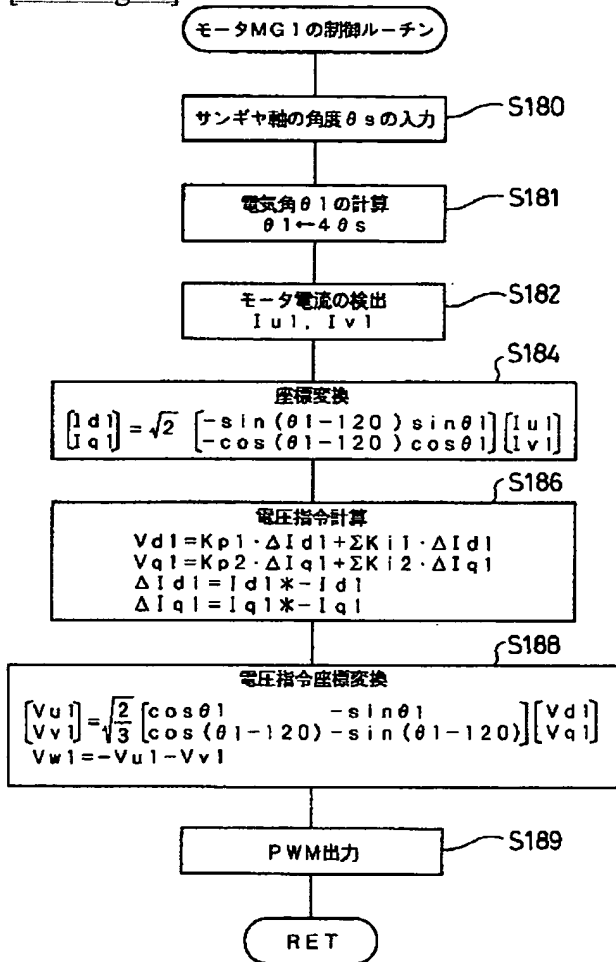 モータMG1の制御ルーチン
サンギヤ軸の角度θsの入力
S180
電気角θ1の計算
θ1←4θs
S181
モータ電流の検出
Iu1, Iv1
S182
S184
座標変換
[Id1] = √2 [-sin(θ1-120) sinθ1] [Iu1]
[Iq1] [-cos(θ1-120) cosθ1] [Iv1]
S186
電圧指令計算
Vd1=Kp1·ΔId1+ΣKi1·ΔId1
Vq1=Kp2·ΔIq1+ΣKi2·ΔIq1
ΔId1=Id1*-Id1
ΔIq1=Iq1*-Iq1
S188
電圧指令座標変換
[Vu1] = √2/3 [cosθ1 -sinθ1] [Vd1]
[Vv1] [cos(θ1-120) -sin(θ1-120)] [Vq1]
Vw1=-Vu1-Vv1
PWM出力
S189
RET